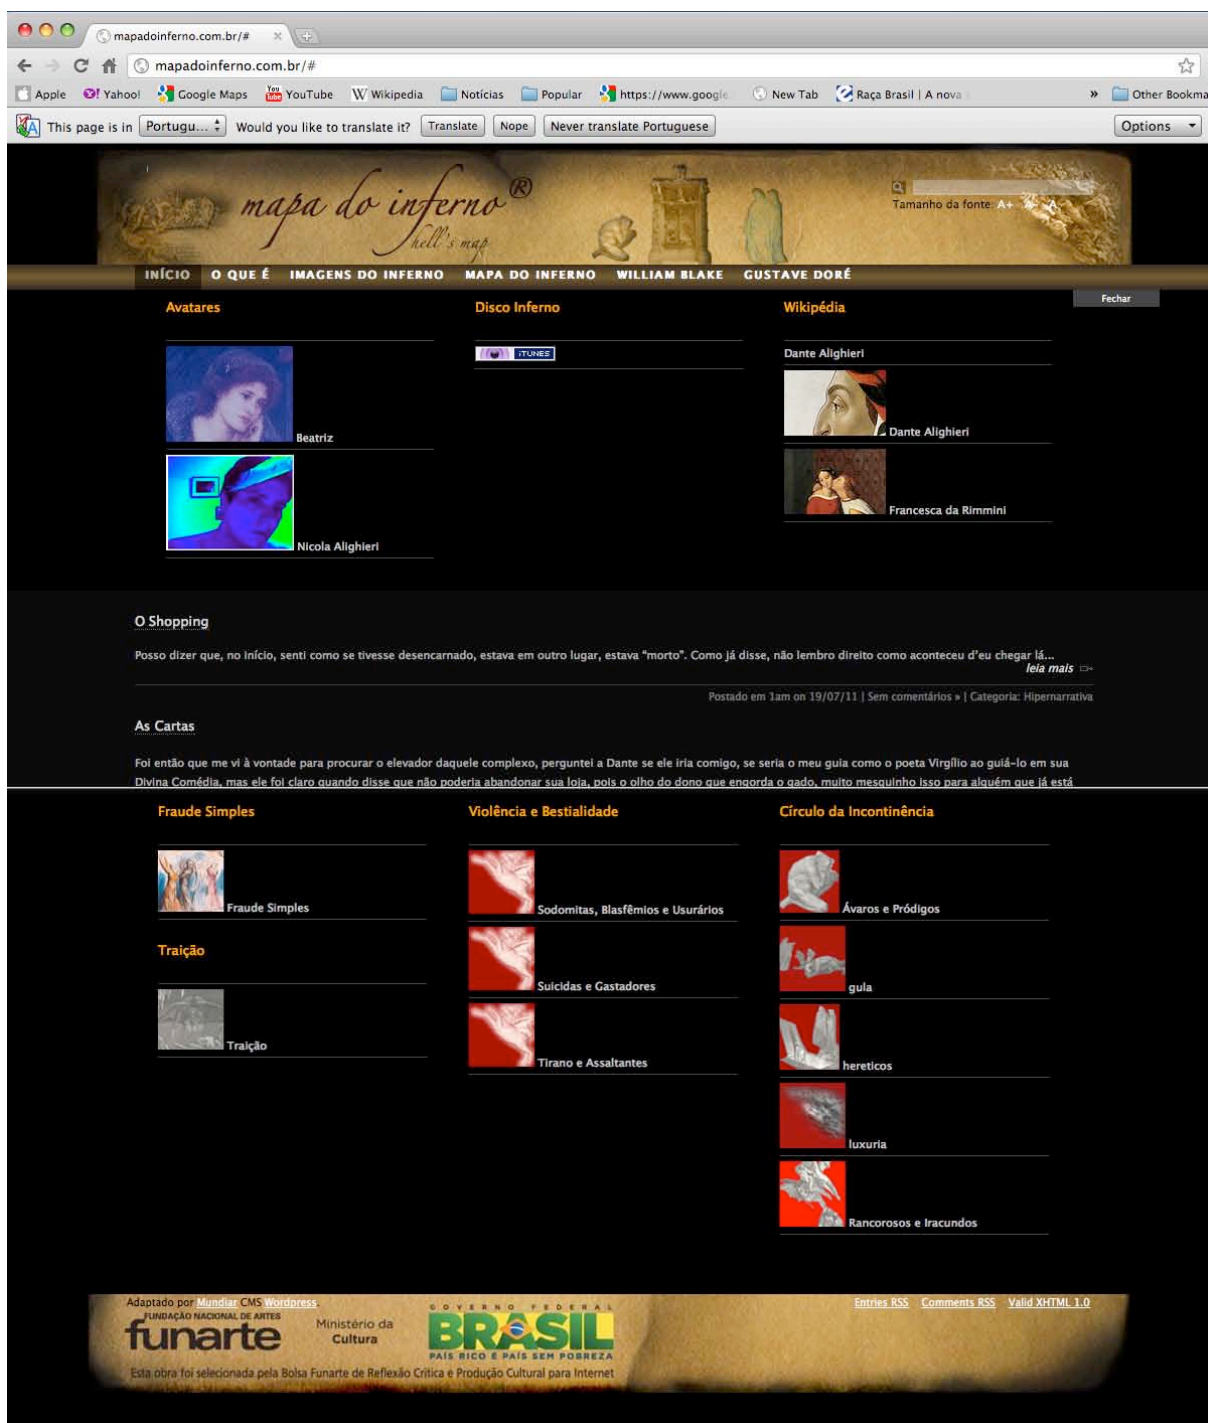 mapadoinferno.com.br/#
mapadoinferno.com.br/#
Apple Yahoo! Google Maps YouTube Wikipedia Notícias Popular https://www.google New Tab Raça Brasil | A nova » Other Bookma
This page is in Portugu... Would you like to translate it? Translate Nope Never translate Portuguese Options
mapa do inferno®
hell's map
Tamanho da fonte: A+ A- A
INÍCIO O QUE É IMAGENS DO INFERNO MAPA DO INFERNO WILLIAM BLAKE GUSTAVE DORÉ
Fechar
Avatares Disco Inferno Wikipédia
iTUNES
Dante Alighieri
Dante Alighieri
Beatriz
Francesca da Rimmini
Nicola Alighieri
O Shopping
Posso dizer que, no início, senti como se tivesse desencarnado, estava em outro lugar, estava “morto”. Como já disse, não lembro direito como aconteceu d’eu chegar lá...
leia mais
Postado em 1am on 19/07/11 | Sem comentários » | Categoria: Hipernarrativa
As Cartas
Foi então que me vi à vontade para procurar o elevador daquele complexo, perguntei a Dante se ele iria comigo, se seria o meu guia como o poeta Virgílio ao guiá-lo em sua
Divina Comédia, mas ele foi claro quando disse que não poderia abandonar sua loja, pois o olho do dono que engorda o gado, muito mesquinho isso para alguém que já está
Fraude Simples Violência e Bestialidade Círculo da Incontinência
Fraude Simples Sodomitas, Blasfêmios e Usurários Ávaros e Pródigos
Traição
Suicidas e Gastadores gula
Traição
Tirano e Assaltantes hereticos
luxuria
Rancorosos e Iracundos
Adaptado por Mundiar CMS Wordpress. Entries RSS Comments RSS Valid XHTML 1.0
FUNDAÇÃO NACIONAL DE ARTES
funarte
Ministério da
Cultura
GOVERNO FEDERAL
BRASIL
PAÍS RICO É PAÍS SEM POBREZA
Esta obra foi selecionada pela Bolsa Funarte de Reflexão Crítica e Produção Cultural para Internet